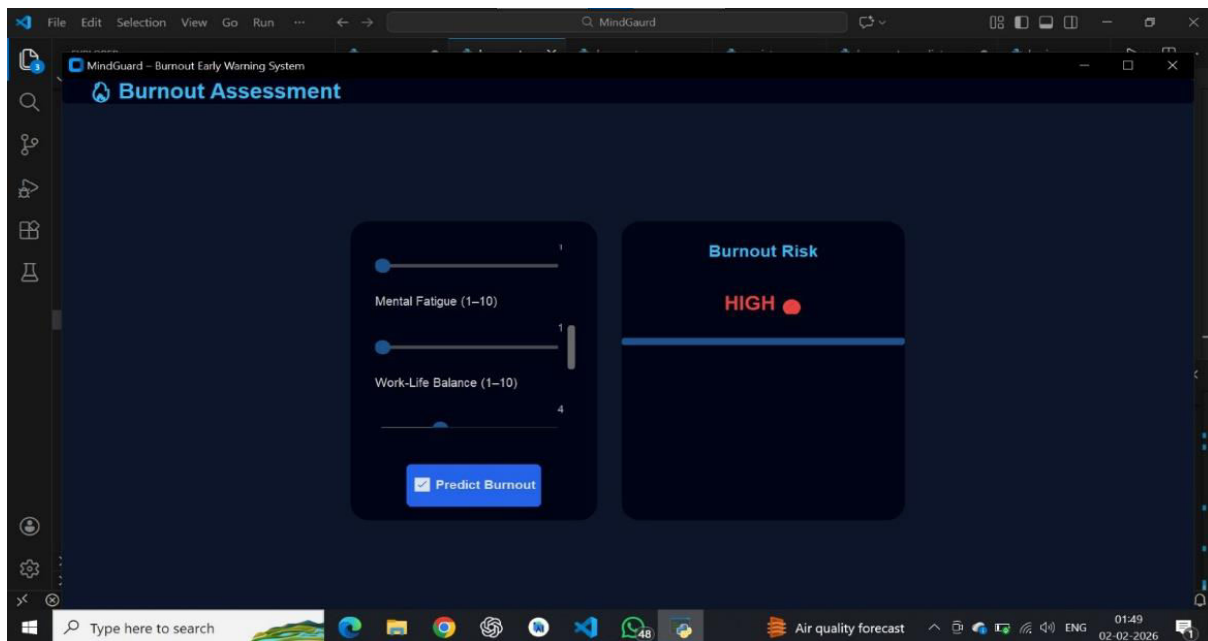 File Edit Selection View Go Run ... MindGaurd
MindGuard – Burnout Early Warning System
Burnout Assessment
1
Mental Fatigue (1–10)
1
Work-Life Balance (1–10)
4
Predict Burnout
Burnout Risk
HIGH
3
Type here to search
48
Air quality forecast
ENG
01:49
02-02-2026
1